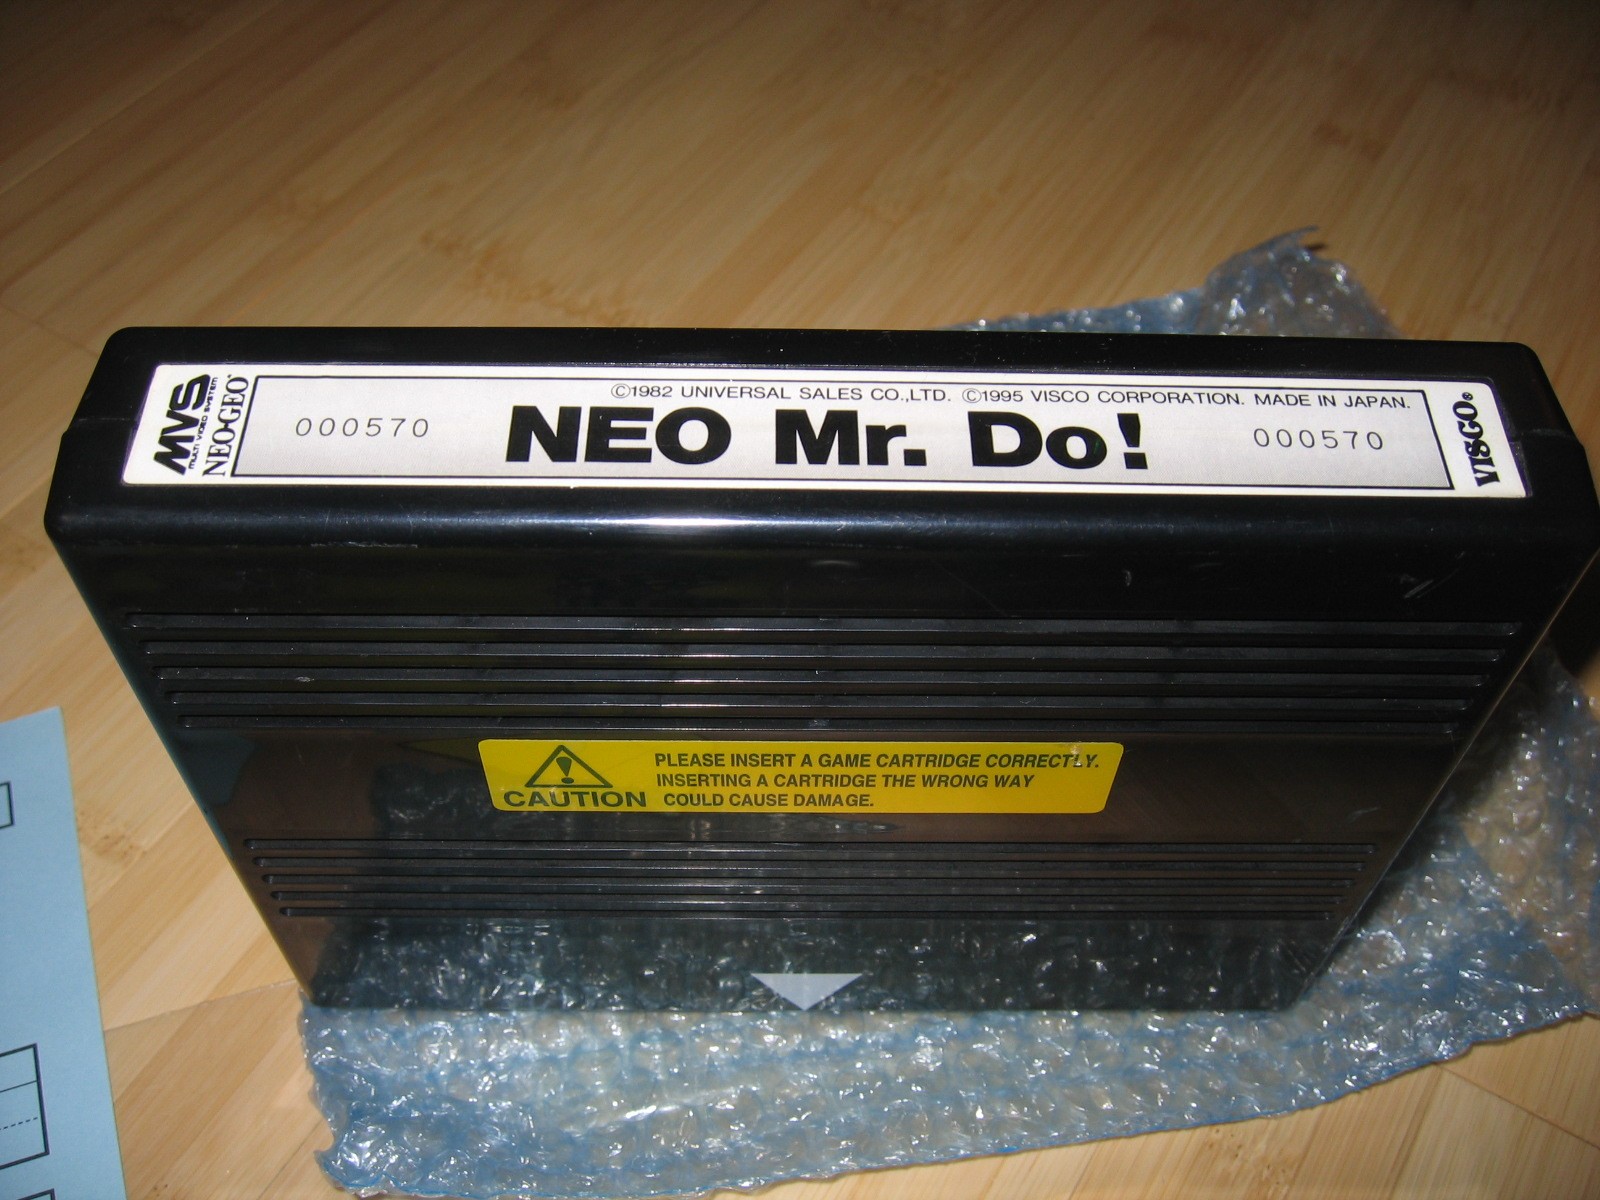 MVS
MULTI VIDEO SYSTEM
NEO·GEO
©1982 UNIVERSAL SALES CO.,LTD. ©1995 VISCO CORPORATION. MADE IN JAPAN.
000570
NEO Mr. Do!
000570
VISCO®
PLEASE INSERT A GAME CARTRIDGE CORRECTLY.
INSERTING A CARTRIDGE THE WRONG WAY
CAUTION COULD CAUSE DAMAGE.